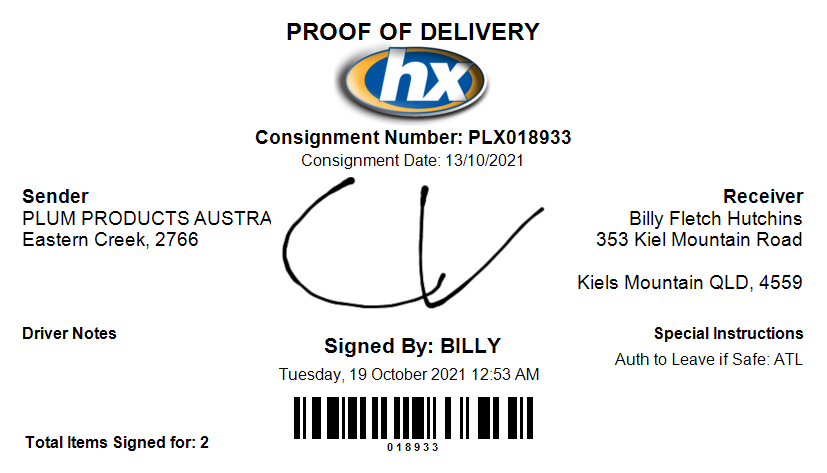 PROOF OF DELIVERY
hx
Consignment Number: PLX018933
Consignment Date: 13/10/2021
Sender
PLUM PRODUCTS AUSTRA
Eastern Creek, 2766
Receiver
Billy Fletch Hutchins
353 Kiel Mountain Road
Kiels Mountain QLD, 4559
Driver Notes
Special Instructions
Auth to Leave if Safe: ATL
Signed By: BILLY
Tuesday, 19 October 2021 12:53 AM
018933
Total Items Signed for: 2